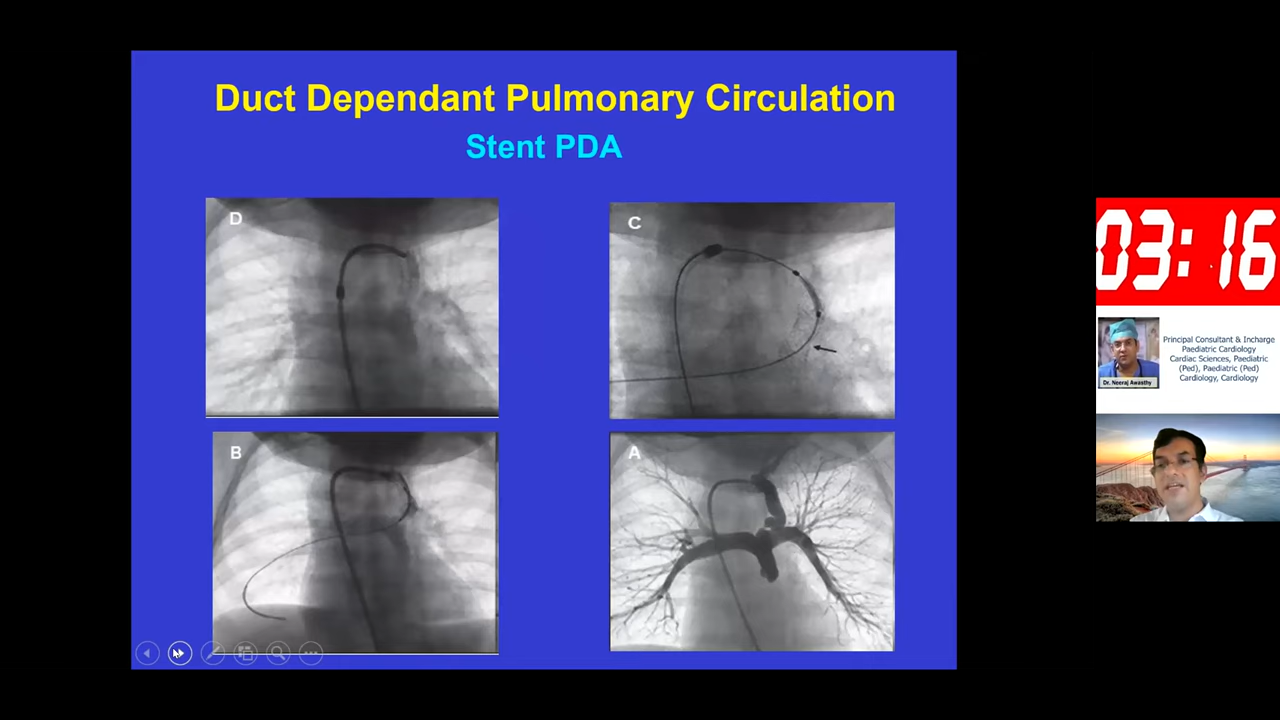 Duct Dependant Pulmonary Circulation
Stent PDA
D
C
B
A
03:16
Principal Consultant & Incharge
Paediatric Cardiology
Cardiac Sciences, Paediatric
(Ped), Paediatric (Ped)
Cardiology, Cardiology
Dr. Neeraj Awasthy